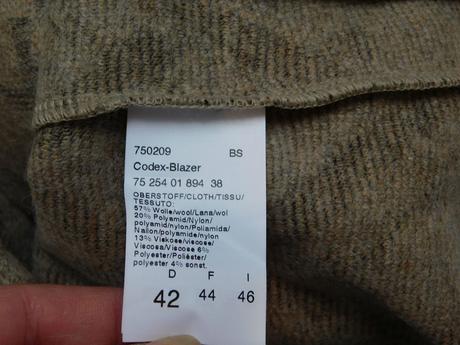 750209 BS
Codex-Blazer
75 254 01 894 38
OBERSTOFF/CLOTH/TISSU/
TESSUTO:
57% Wolle/wool/Lana/wol
20% Polyamid/Nylon/
polyamid/nylon/Poliamida/
Nailon/polyamide/nylon
13% Viskose/viscose/
Viscosa/Viscose 6%
Polyester/Poliéster/
polyester 4% sonst.
D F I
42 44 46